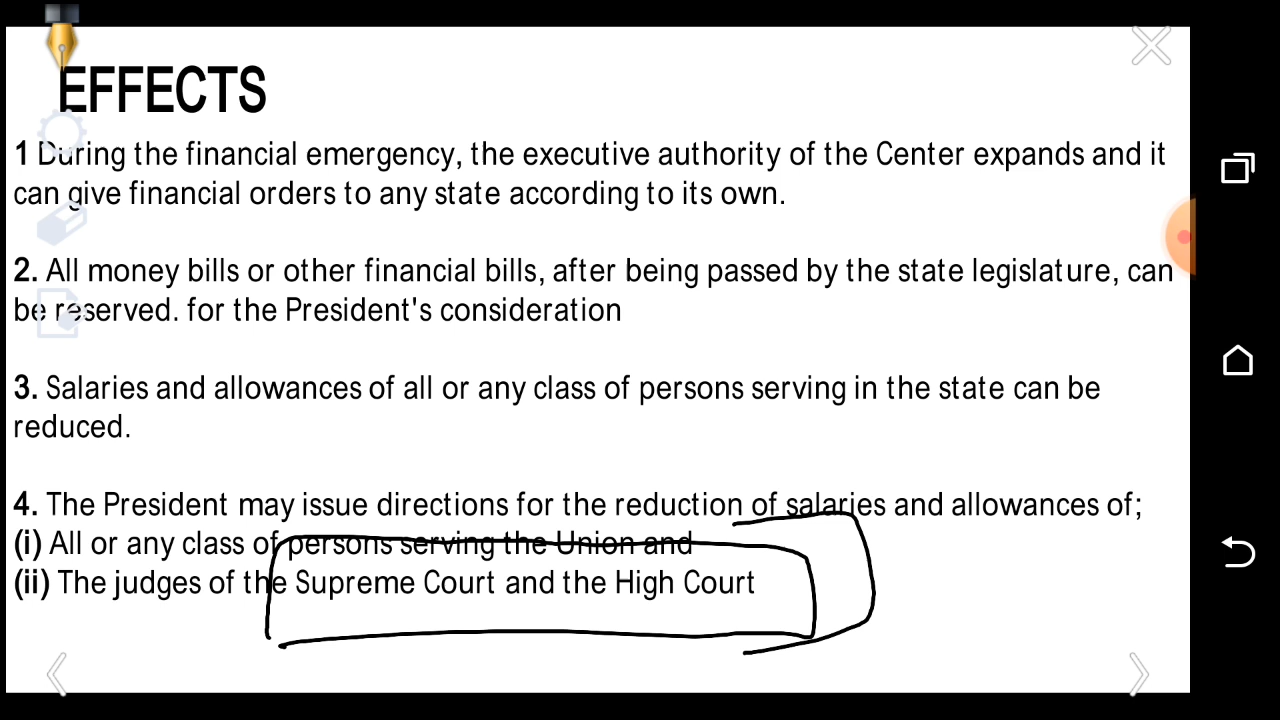 EFFECTS
1 During the financial emergency, the executive authority of the Center expands and it
can give financial orders to any state according to its own.
2. All money bills or other financial bills, after being passed by the state legislature, can
be reserved. for the President's consideration
3. Salaries and allowances of all or any class of persons serving in the state can be
reduced.
4. The President may issue directions for the reduction of salaries and allowances of;
(i) All or any class of persons serving the Union and
(ii) The judges of the Supreme Court and the High Court